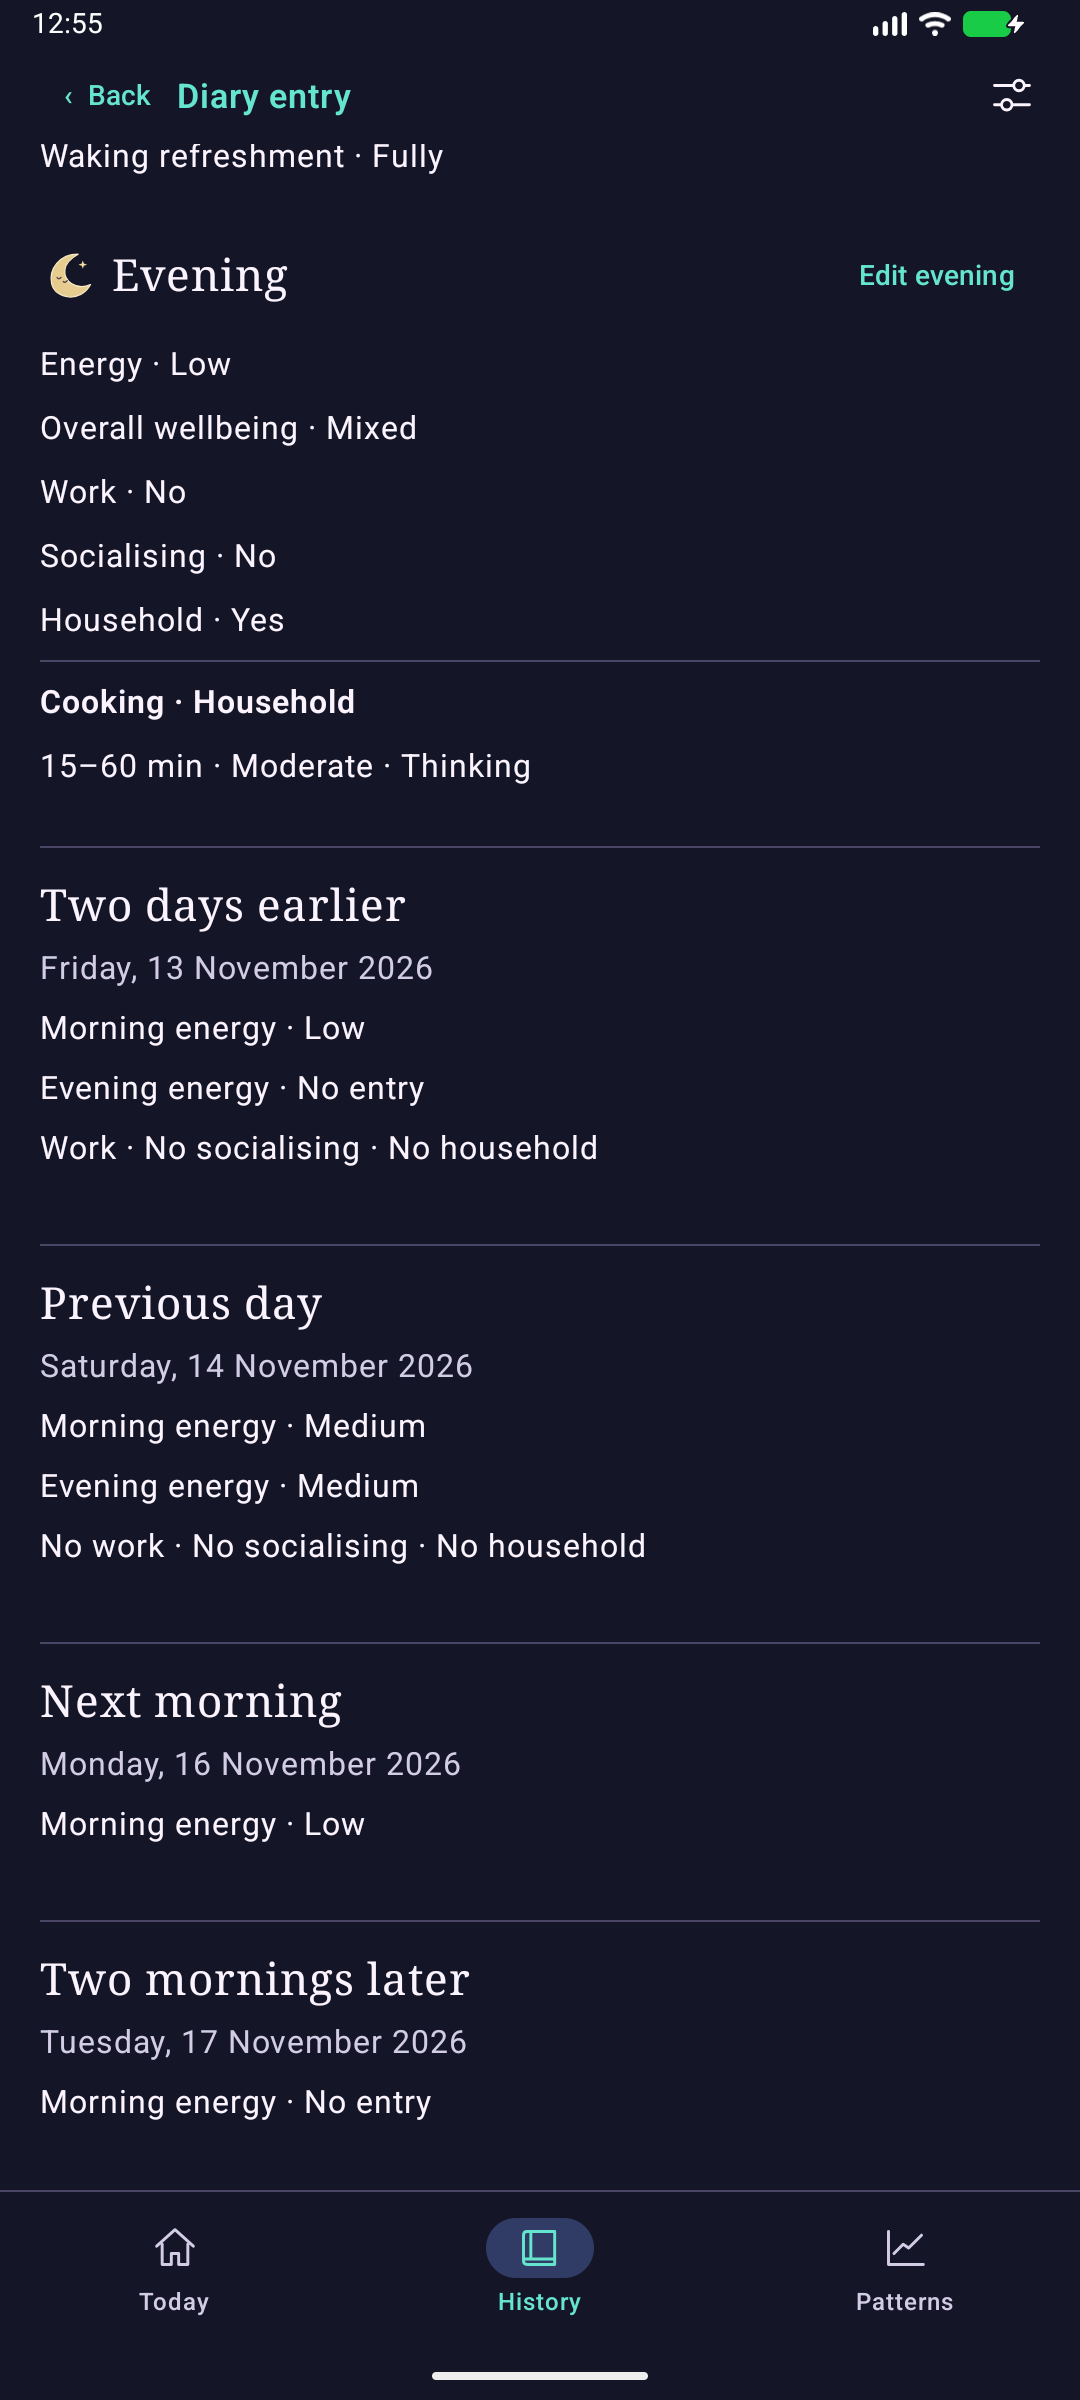 12:55
‹ Back Diary entry
Waking refreshment · Fully
Evening
Edit evening
Energy · Low
Overall wellbeing · Mixed
Work · No
Socialising · No
Household · Yes
Cooking · Household
15–60 min · Moderate · Thinking
Two days earlier
Friday, 13 November 2026
Morning energy · Low
Evening energy · No entry
Work · No socialising · No household
Previous day
Saturday, 14 November 2026
Morning energy · Medium
Evening energy · Medium
No work · No socialising · No household
Next morning
Monday, 16 November 2026
Morning energy · Low
Two mornings later
Tuesday, 17 November 2026
Morning energy · No entry
Today
History
Patterns